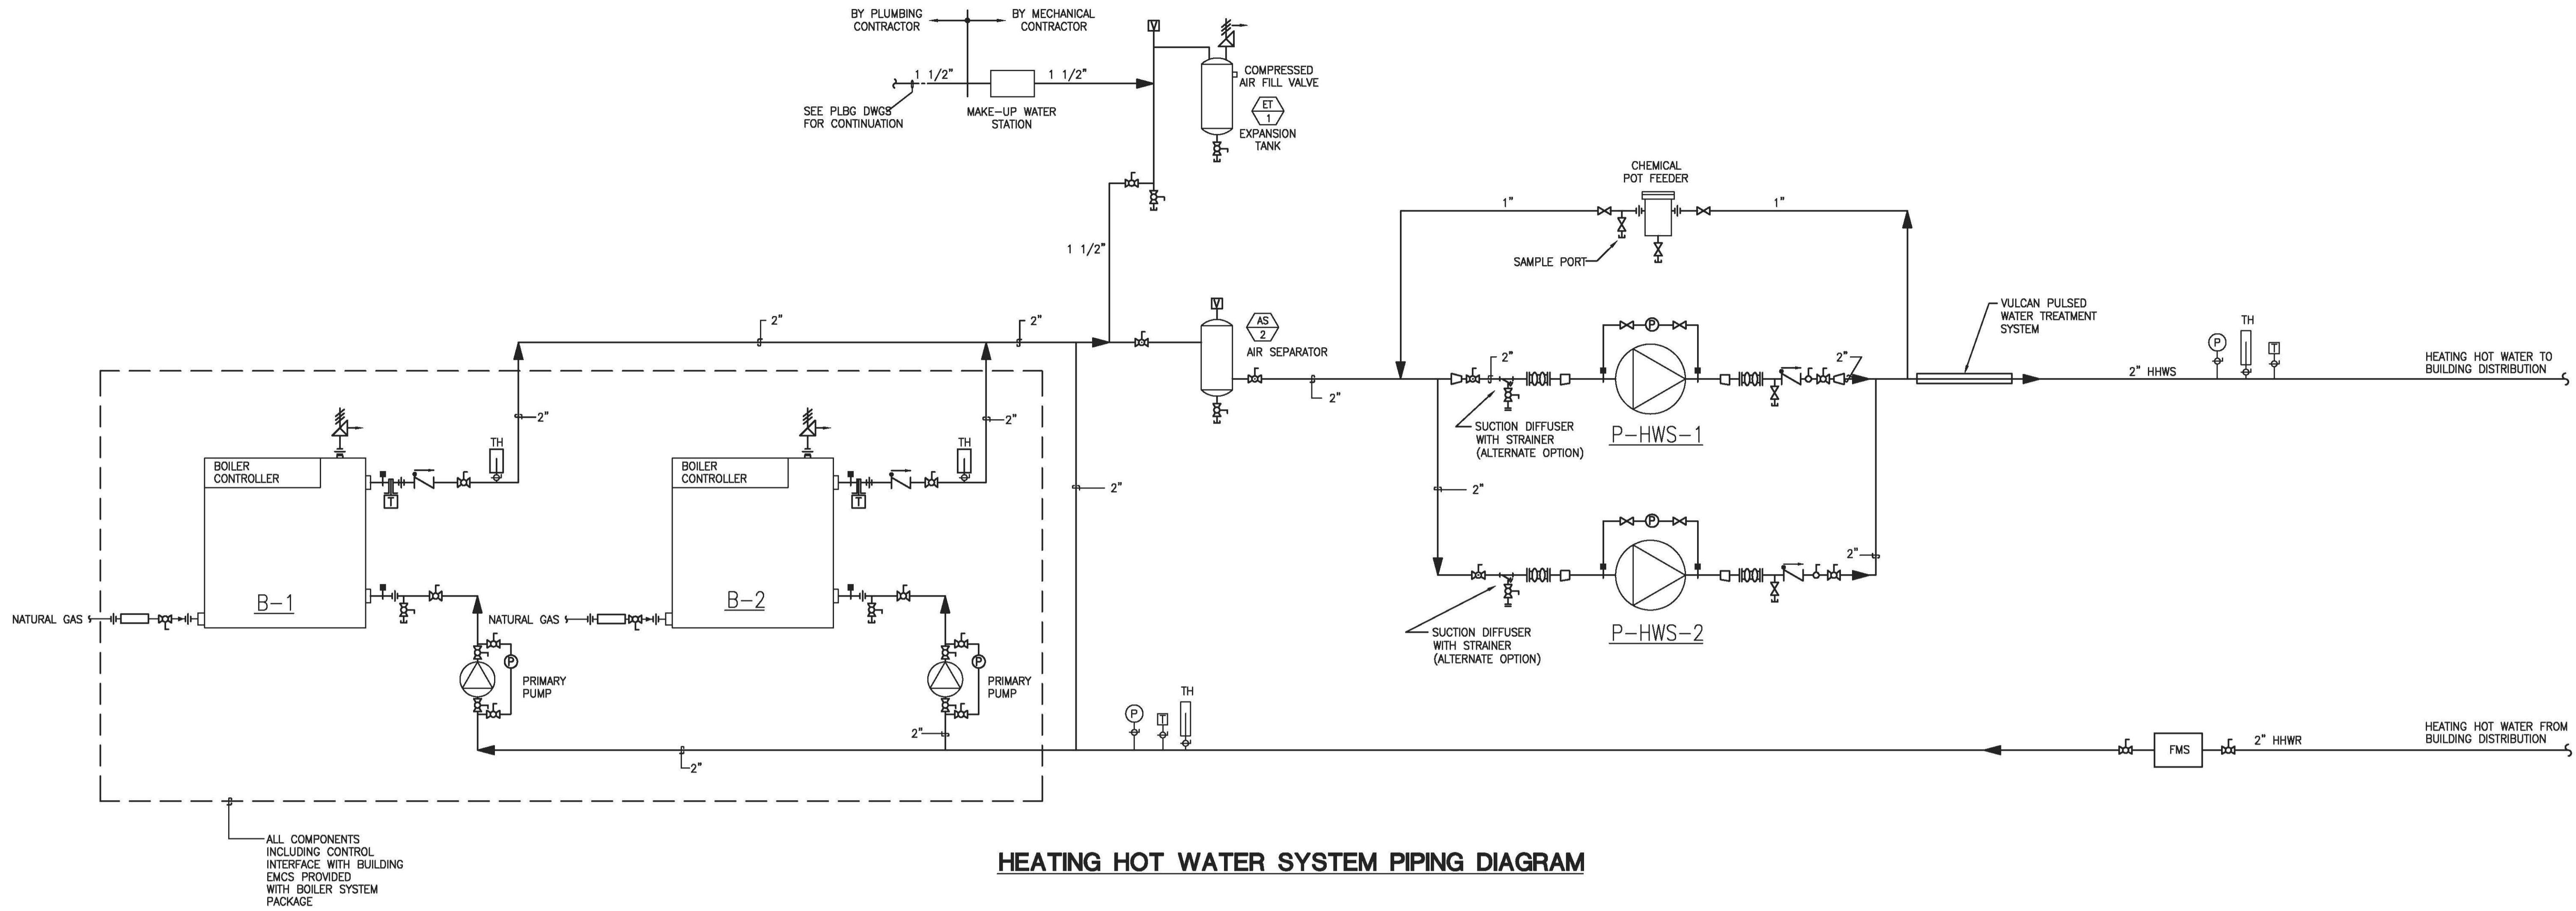 BY PLUMBING
CONTRACTOR
BY MECHANICAL
CONTRACTOR
V
1 1/2"
1 1/2"
SEE PLBG DWGS
FOR CONTINUATION
MAKE-UP WATER
STATION
COMPRESSED
AIR FILL VALVE
ET
1
EXPANSION
TANK
1 1/2"
CHEMICAL
POT FEEDER
1"
1"
SAMPLE PORT
2"
2"
V
AS
2
AIR SEPARATOR
2"
2"
P
2"
VULCAN PULSED
WATER TREATMENT
SYSTEM
P
TH
T
2" HHWS
HEATING HOT WATER TO
BUILDING DISTRIBUTION
SUCTION DIFFUSER
WITH STRAINER
(ALTERNATE OPTION)
P-HWS-1
2"
2"
TH
TH
BOILER
CONTROLLER
BOILER
CONTROLLER
T
T
2"
2"
P
2"
B-1
B-2
NATURAL GAS
NATURAL GAS
SUCTION DIFFUSER
WITH STRAINER
(ALTERNATE OPTION)
P-HWS-2
P
PRIMARY
PUMP
P
PRIMARY
PUMP
2"
2"
P
T
TH
FMS
2" HHWR
HEATING HOT WATER FROM
BUILDING DISTRIBUTION
ALL COMPONENTS
INCLUDING CONTROL
INTERFACE WITH BUILDING
EMCS PROVIDED
WITH BOILER SYSTEM
PACKAGE
HEATING HOT WATER SYSTEM PIPING DIAGRAM